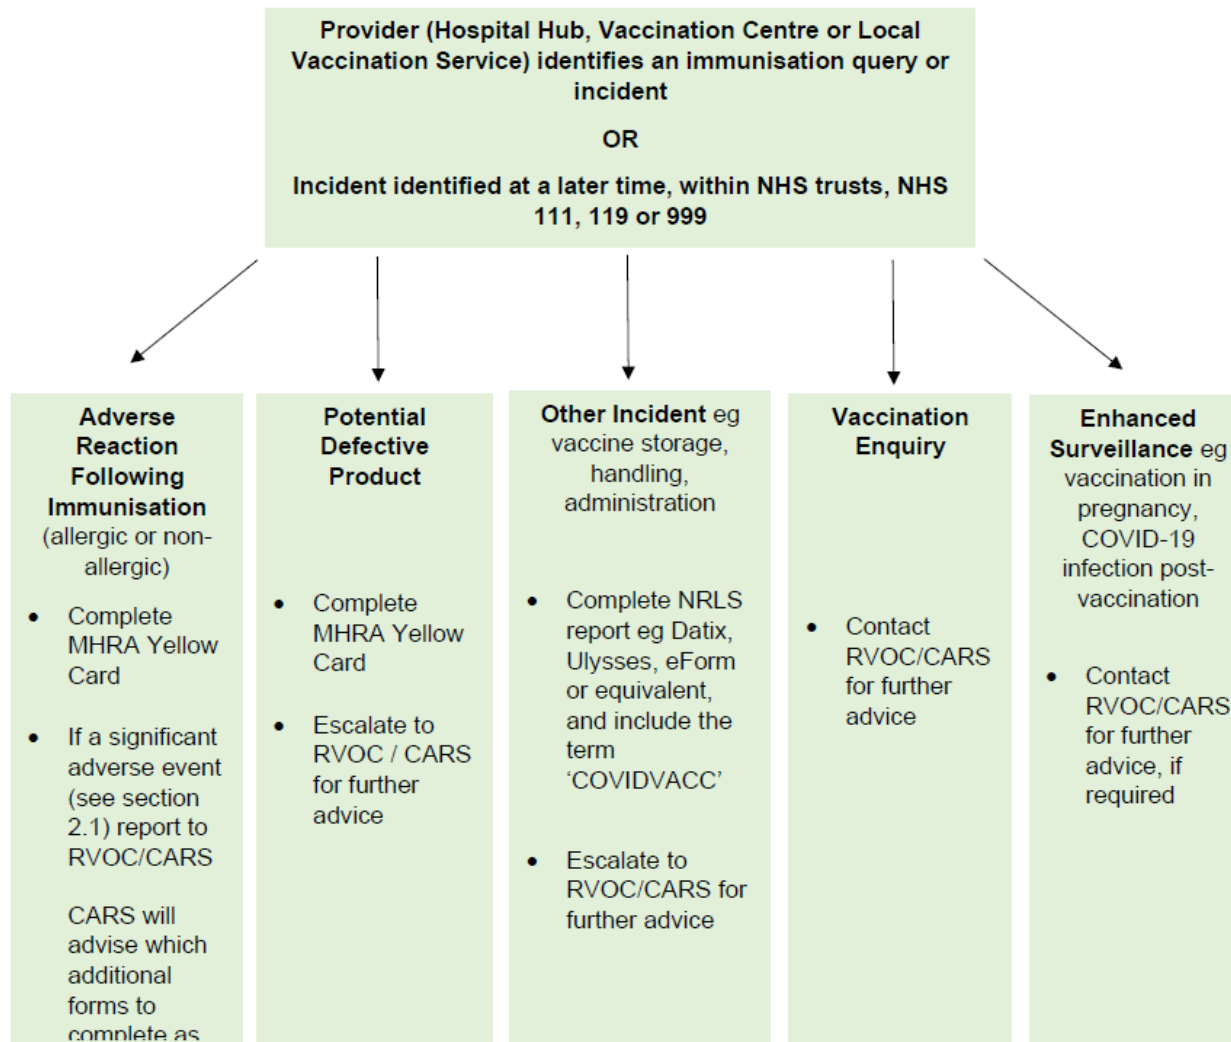 Provider (Hospital Hub, Vaccination Centre or Local
Vaccination Service) identifies an immunisation query or
incident
OR
Incident identified at a later time, within NHS trusts, NHS
111, 119 or 999
Adverse
Reaction
Following
Immunisation
(allergic or non-
allergic)
• Complete
MHRA Yellow
Card
• If a significant
adverse event
(see section
2.1) report to
RVOC/CARS
CARS will
advise which
additional
forms to
complete as
Potential
Defective
Product
• Complete
MHRA Yellow
Card
• Escalate to
RVOC / CARS
for further
advice
Other Incident eg
vaccine storage,
handling,
administration
• Complete NRLS
report eg Datix,
Ulysses, eForm
or equivalent,
and include the
term
‘COVIDVACC’
• Escalate to
RVOC/CARS for
further advice
Vaccination
Enquiry
• Contact
RVOC/CARS
for further
advice
Enhanced
Surveillance eg
vaccination in
pregnancy,
COVID-19
infection post-
vaccination
• Contact
RVOC/CARS
for further
advice, if
required